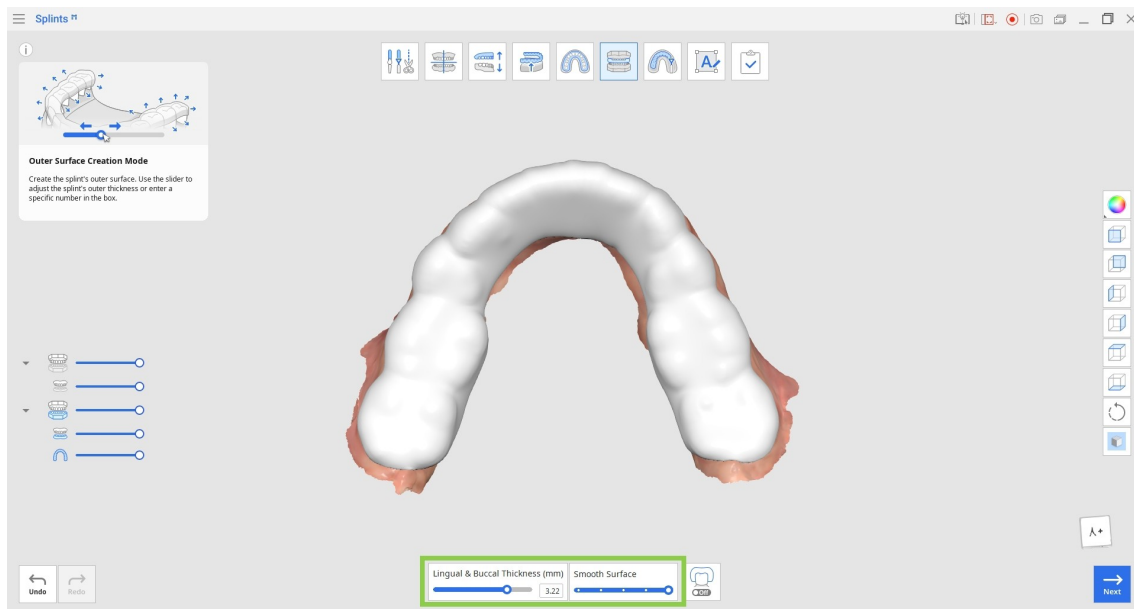 Splints
Outer Surface Creation Mode
Create the splint's outer surface. Use the slider to
adjust the splint's outer thickness or enter a
specific number in the box.
Undo
Redo
Lingual & Buccal Thickness (mm)
3.22
Smooth Surface
Off
Next